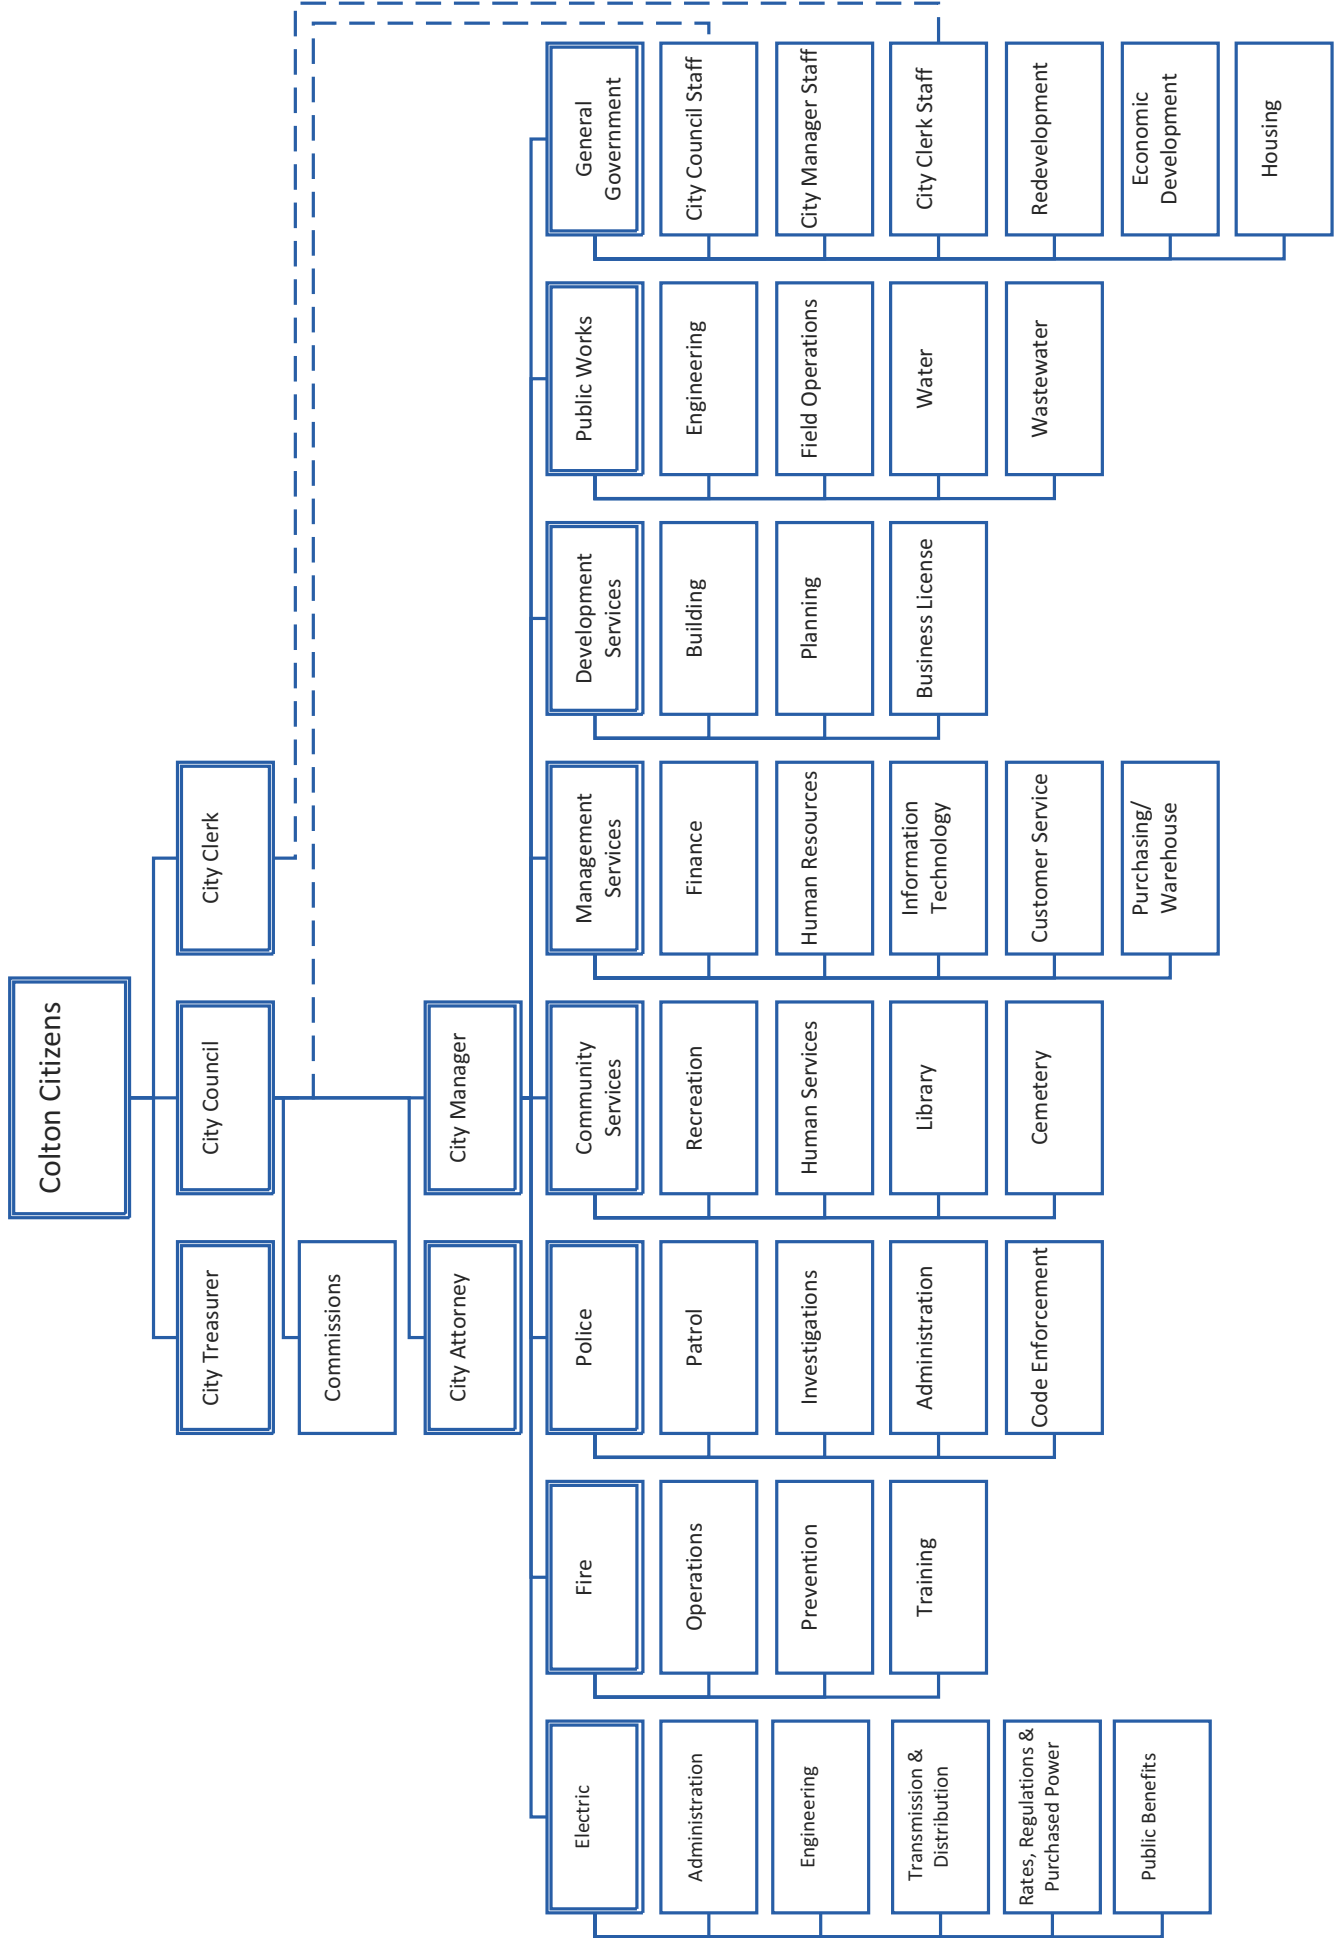 Colton Citizens
City Treasurer
City Council
City Clerk
Commissions
City Attorney
City Manager
Electric
Administration
Engineering
Transmission &
Distribution
Rates, Regulations &
Purchased Power
Public Benefits
Fire
Operations
Prevention
Training
Police
Patrol
Investigations
Administration
Code Enforcement
Community
Services
Recreation
Human Services
Library
Cemetery
Management
Services
Finance
Human Resources
Information
Technology
Customer Service
Purchasing/
Warehouse
Development
Services
Building
Planning
Business License
Public Works
Engineering
Field Operations
Water
Wastewater
General
Government
City Council Staff
City Manager Staff
City Clerk Staff
Redevelopment
Economic
Development
Housing